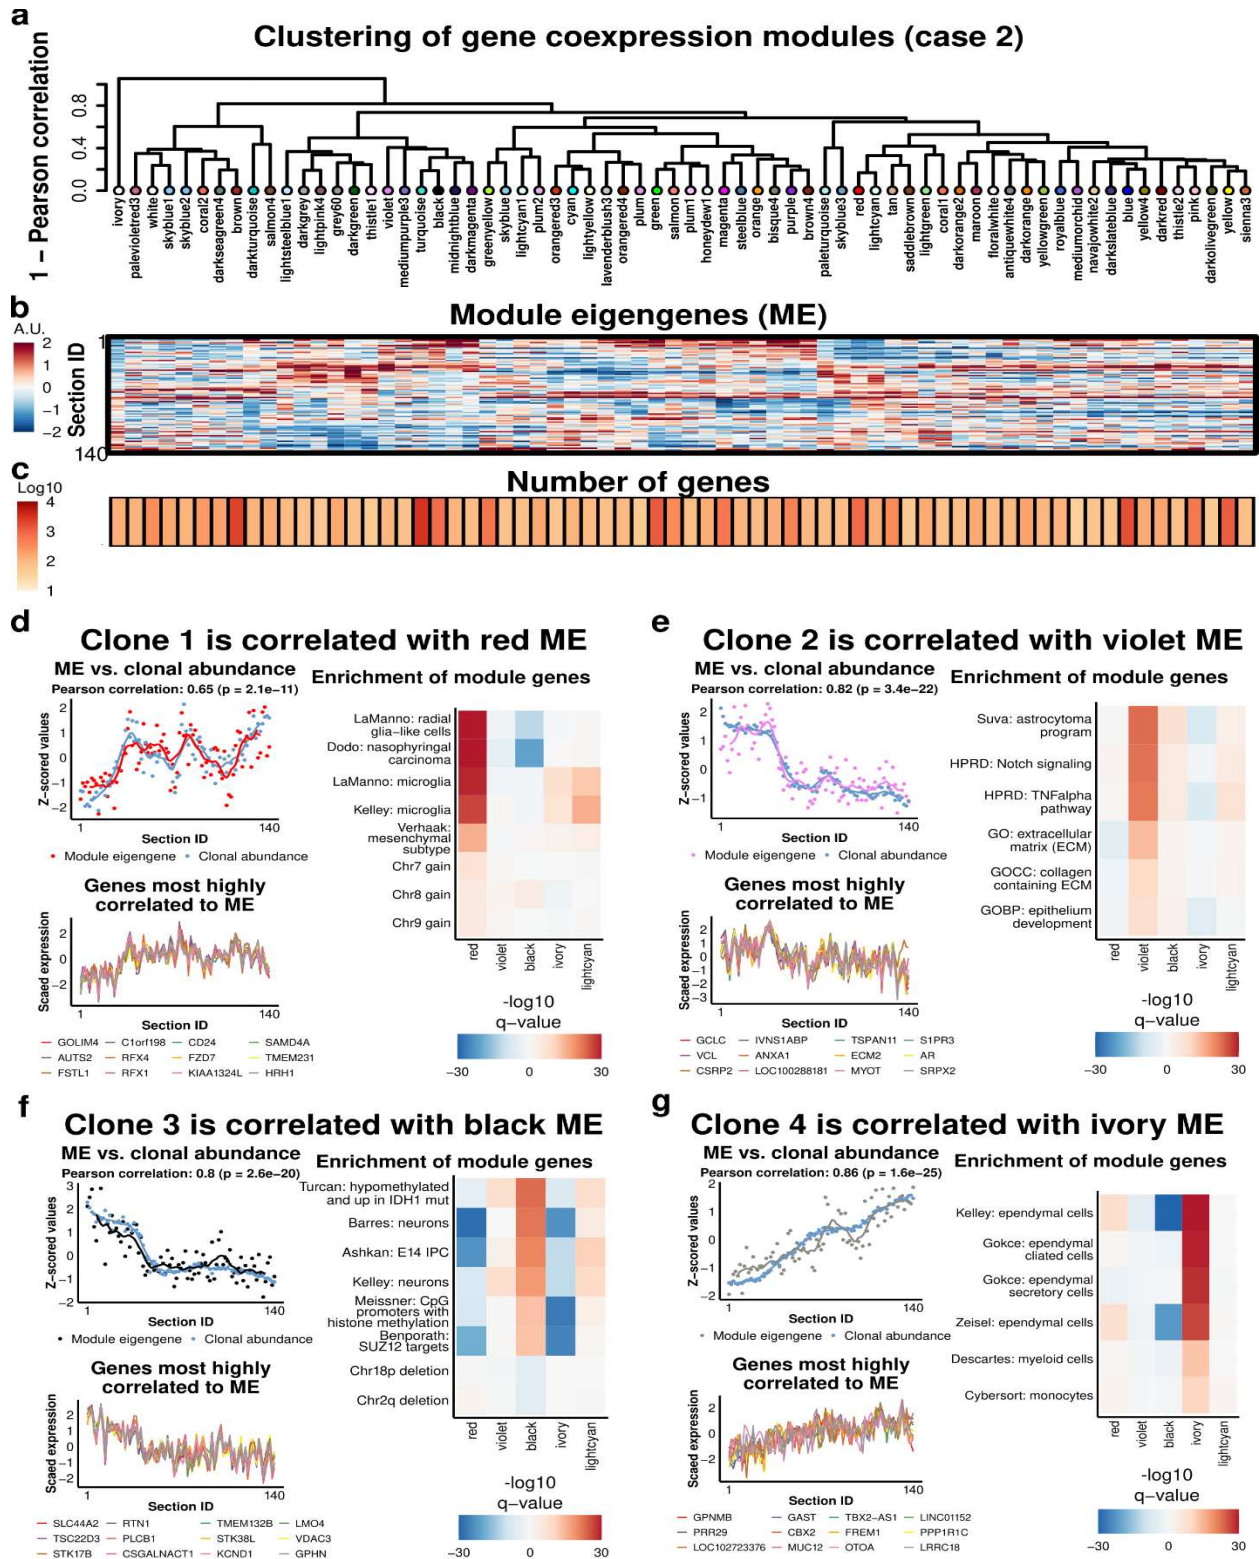 a
Clustering of gene coexpression modules (case 2)
1 – Pearson correlation
0.0 0.4 0.8
ivory
palevioletred3
white
skyblue1
skyblue2
coral2
darkseagreen4
brown
darkturquoise
salmon4
lightsteelblue1
darkgrey
lightpink4
grey60
darkgreen
thistle1
violet
mediumpurple3
turquoise
black
midnightblue
darkmagenta
greenyellow
skyblue
lightcyan1
plum2
orangered3
cyan
lightyellow
lavenderblush3
orangered4
plum
green
salmon
plum1
honeydew1
magenta
steelblue
orange
bisque4
purple
brown4
paleturquoise
skyblue3
red
lightcyan
tan
saddlebrown
lightgreen
coral1
darkorange2
maroon
floralwhite
antiquewhite4
darkorange
yellowgreen
royalblue
mediumorchid
navajowhite2
darkslateblue
blue
yellow4
darkred
thistle2
pink
darkolivegreen
yellow
sienna3
b
Module eigengenes (ME)
A.U.
2
1
0
−1
−2
Section ID
1
140
c
Number of genes
Log10
4
3
2
1
d
Clone 1 is correlated with red ME
ME vs. clonal abundance
Pearson correlation: 0.65 (p = 2.1e−11)
Z−scored values
2
1
0
−1
−2
1 140
Section ID
Module eigengene Clonal abundance
Genes most highly
correlated to ME
Scaed expression
2
0
−2
1 140
Section ID
GOLIM4 C1orf198 CD24 SAMD4A
AUTS2 RFX4 FZD7 TMEM231
FSTL1 RFX1 KIAA1324L HRH1
Enrichment of module genes
LaManno: radial
glia−like cells
Dodo: nasophyringal
carcinoma
LaManno: microglia
Kelley: microglia
Verhaak:
mesenchymal
subtype
Chr7 gain
Chr8 gain
Chr9 gain
red violet black ivory lightcyan
-log10
q−value
−30 0 30
e
Clone 2 is correlated with violet ME
ME vs. clonal abundance
Pearson correlation: 0.82 (p = 3.4e−22)
Z−scored values
2
1
0
−1
1 140
Section ID
Module eigengene Clonal abundance
Genes most highly
correlated to ME
Scaed expression
2
1
0
−1
−2
−3
1 140
Section ID
GCLC IVNS1ABP TSPAN11 S1PR3
VCL ANXA1 ECM2 AR
CSRP2 LOC100288181 MYOT SRPX2
Enrichment of module genes
Suva: astrocytoma
program
HPRD: Notch signaling
HPRD: TNFalpha
pathway
GO: extracellular
matrix (ECM)
GOCC: collagen
containing ECM
GOBP: epithelium
development
red violet black ivory lightcyan
-log10
q−value
−30 0 30
f
Clone 3 is correlated with black ME
ME vs. clonal abundance
Pearson correlation: 0.8 (p = 2.6e−20)
Z−scored values
3
2
1
0
−1
−2
1 140
Section ID
Module eigengene Clonal abundance
Genes most highly
correlated to ME
Scaed expression
2
1
0
−1
−2
1 140
Section ID
SLC44A2 RTN1 TMEM132B LMO4
TSC22D3 PLCB1 STK38L VDAC3
STK17B CSGALNACT1 KCND1 GPHN
Enrichment of module genes
Turcan: hypomethylated
and up in IDH1 mut
Barres: neurons
Ashkan: E14 IPC
Kelley: neurons
Meissner: CpG
promoters with
histone methylation
Benporath:
SUZ12 targets
Chr18p deletion
Chr2q deletion
red violet black ivory lightcyan
-log10
q−value
−30 0 30
g
Clone 4 is correlated with ivory ME
ME vs. clonal abundance
Pearson correlation: 0.86 (p = 1.6e−25)
Z−scored values
2
1
0
−1
−2
1 140
Section ID
Module eigengene Clonal abundance
Genes most highly
correlated to ME
Scaed expression
2
0
−2
1 140
Section ID
GPNMB GAST TBX2−AS1 LINC01152
PRR29 CBX2 FREM1 PPP1R1C
LOC102723376 MUC12 OTOA LRRC18
Enrichment of module genes
Kelley: ependymal cells
Gokce: ependymal
cliated cells
Gokce: ependymal
secretory cells
Zeisel: ependymal cells
Descartes: myeloid cells
Cybersort: monocytes
red violet black ivory lightcyan
-log10
q−value
−30 0 30